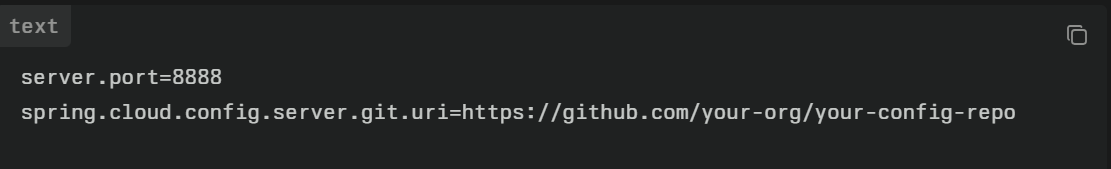 text
server.port=8888
spring.cloud.config.server.git.uri=https://github.com/your-org/your-config-repo